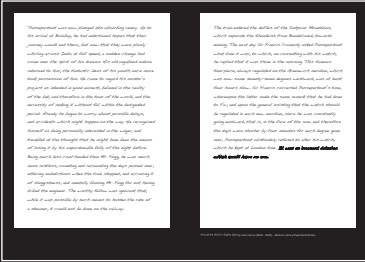 Passepartout was now plunged into absorbing reverie. Up to
his arrival at Bombay, he had entertained hopes that their
journey would end there; but now that they were plainly
whirling across India at full speed, a sudden change had
come over the spirit of his dreams. His old vagabond nature
returned to him; the fantastic ideas of his youth once more
took possession of him. He came to regard his master's
project as intended in good earnest, believed in the reality
of the bet, and therefore in the tour of the world, and the
necessity of making it without fail within the designated
period. Already he began to worry about possible delays,
and accidents which might happen on the way. He recognised
himself as being personally interested in the wager, and
trembled at the thought that he might have been the means
of losing it by his unpardonable folly of the night before.
Being much less cool-headed than Mr. Fogg, he was much
more restless, counting and recounting the days passed over,
uttering maledictions when the train stopped, and accusing it
of sluggishness, and mentally blaming Mr. Fogg for not having
bribed the engineer. The worthy fellow was ignorant that,
while it was possible by such means to hasten the rate of
a steamer, it could not be done on the railway.
The train entered the defiles of the Sutpour Mountains,
which separate the Khandeish from Bundelcund, towards
evening. The next day Sir Francis Cromarty asked Passepartout
what time it was; to which, on consulting his watch,
he replied that it was three in the morning. This famous
timepiece, always regulated on the Greenwich meridian, which
was now some seventy-seven degrees westward, was at least
four hours slow. Sir Francis corrected Passepartout's time,
whereupon the latter made the same remark that he had done
to Fix; and upon the general insisting that the watch should
be regulated in each new meridian, since he was constantly
going eastward, that is in the face of the sun, and therefore
the days were shorter by four minutes for each degree gone
over, Passepartout obstinately refused to alter his watch,
which he kept at London time. It was an innocent delusion
which could harm no one.